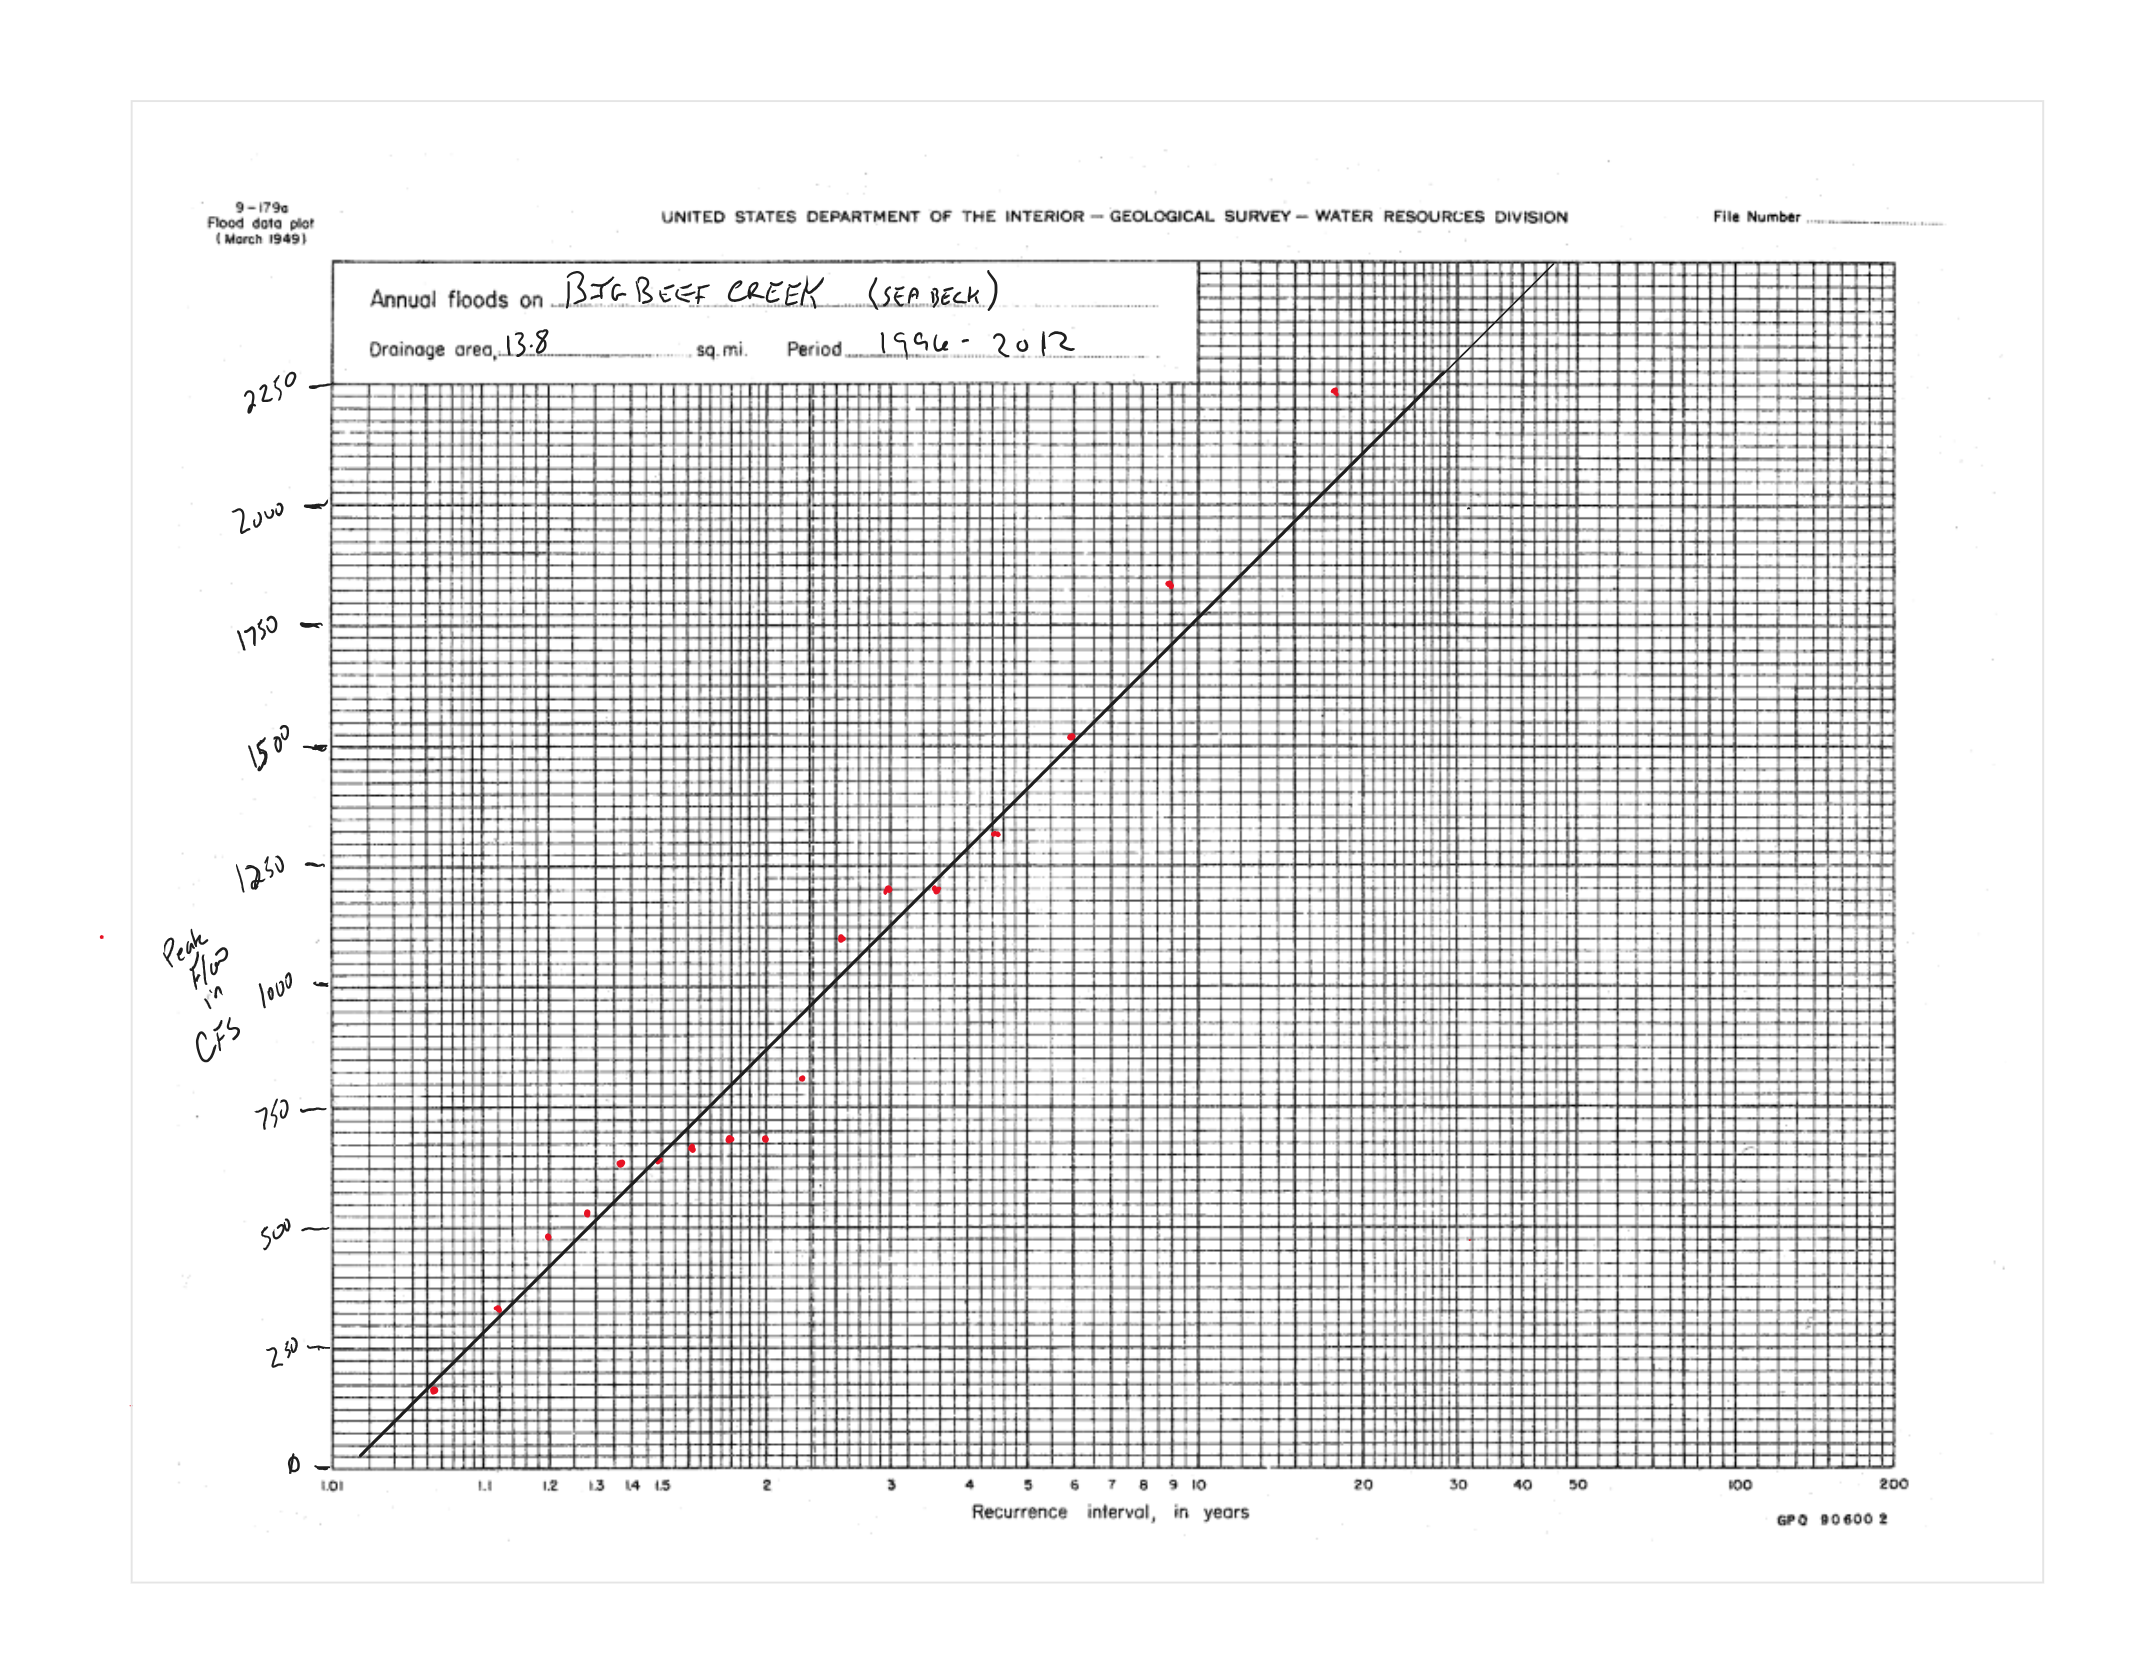 9-179a
Flood data plot
(March 1949)
UNITED STATES DEPARTMENT OF THE INTERIOR — GEOLOGICAL SURVEY — WATER RESOURCES DIVISION
File Number
Annual floods on BIG BEEF CREEK (SEABECK)
Drainage area, 13.8 sq. mi. Period 1996 - 2012
2250
2000
1750
1500
1250
1000
750
500
250
0
Peak
Flow
in
CFS
1.01 1.1 1.2 1.3 1.4 1.5 2 3 4 5 6 7 8 9 10 20 30 40 50 100 200
Recurrence interval, in years
GPO 906002